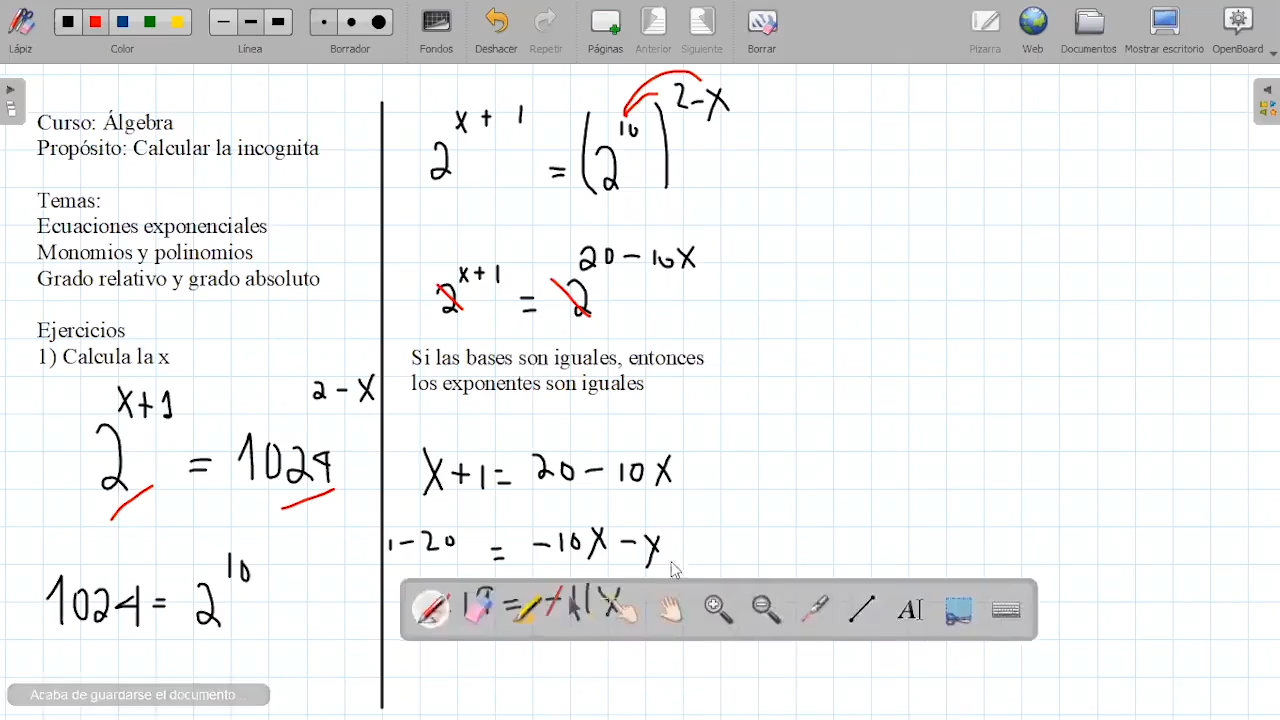 Lápiz Color Línea Borrador Fondos Deshacer Repetir Páginas Anterior Siguiente Borrar Pizarra Web Documentos Mostrar escritorio OpenBoard
Curso: Álgebra
Propósito: Calcular la incognita
Temas:
Ecuaciones exponenciales
Monomios y polinomios
Grado relativo y grado absoluto
Ejercicios
1) Calcula la x
2^{x+1} = 1024^{2-x}
1024 = 2^{10}
2^{x+1} = (2^{10})^{2-x}
2^{x+1} = 2^{20-10x}
Si las bases son iguales, entonces
los exponentes son iguales
x+1 = 20-10x
1-20 = -10x-x
Acaba de guardarse el documento...